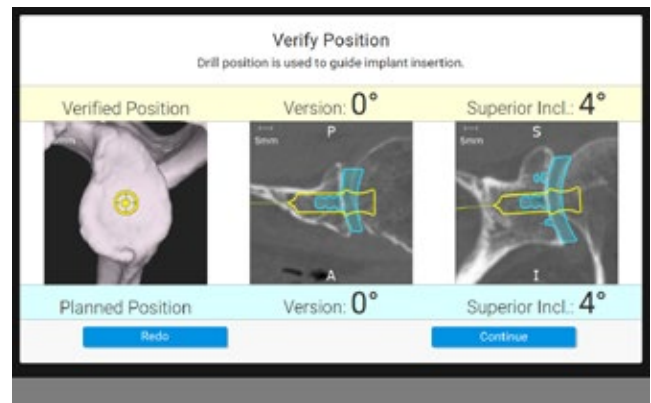 Verify Position
Drill position is used to guide implant insertion.
Verified Position Version: 0° Superior Incl.: 4°
P S
5mm 5mm
A I
Planned Position Version: 0° Superior Incl.: 4°
Redo Continue